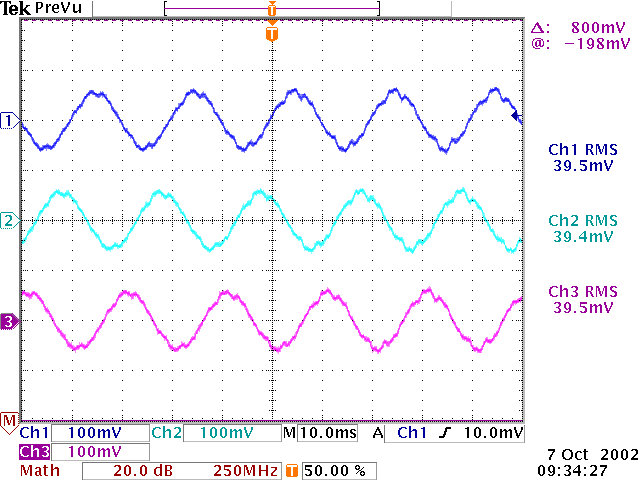 Tek PreVu
T
T
Δ: 800mV
@: −198mV
1
Ch1 RMS
39.5mV
2
Ch2 RMS
39.4mV
Ch3 RMS
39.5mV
3
M
Ch1 100mV Ch2 100mV M 10.0ms A Ch1 10.0mV
Ch3 100mV
Math 20.0 dB 250MHz T 50.00 %
7 Oct 2002
09:34:27